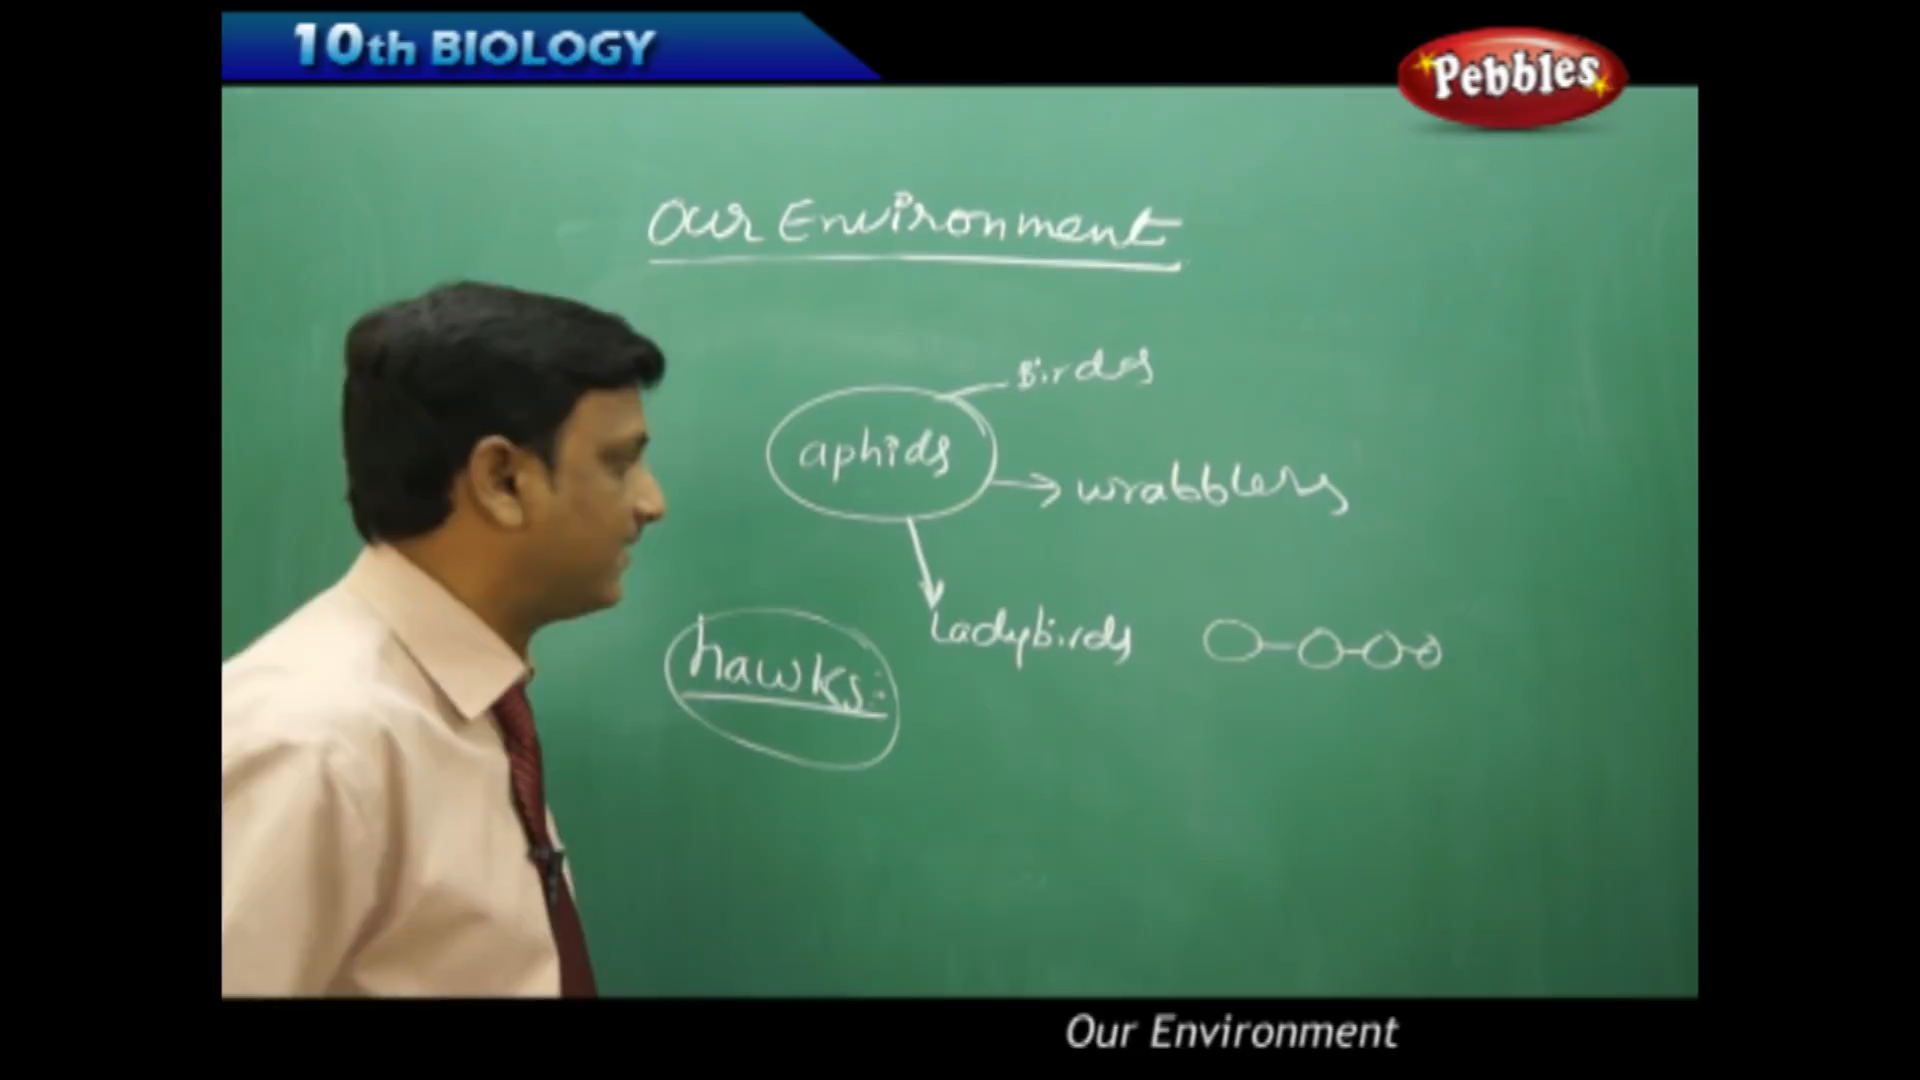 10th BIOLOGY
Pebbles
Our Environment
Birds
aphids
wrabblers
Ladybirds
hawks:
Our Environment